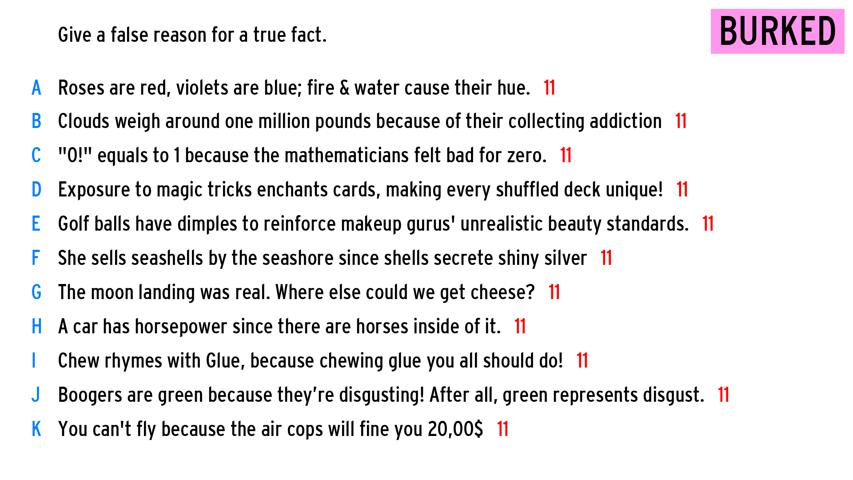 Give a false reason for a true fact.
BURKED
A Roses are red, violets are blue; fire & water cause their hue. 11
B Clouds weigh around one million pounds because of their collecting addiction 11
C "0!" equals to 1 because the mathematicians felt bad for zero. 11
D Exposure to magic tricks enchants cards, making every shuffled deck unique! 11
E Golf balls have dimples to reinforce makeup gurus' unrealistic beauty standards. 11
F She sells seashells by the seashore since shells secrete shiny silver 11
G The moon landing was real. Where else could we get cheese? 11
H A car has horsepower since there are horses inside of it. 11
I Chew rhymes with Glue, because chewing glue you all should do! 11
J Boogers are green because they’re disgusting! After all, green represents disgust. 11
K You can't fly because the air cops will fine you 20,00$ 11